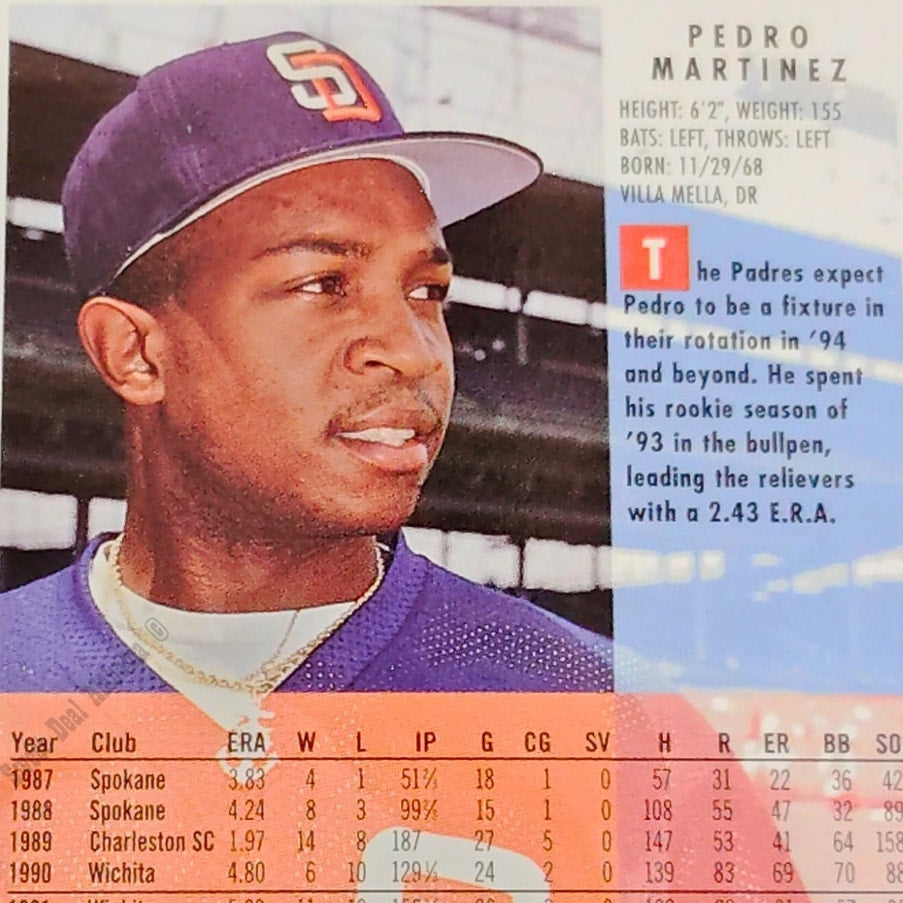 SD
PEDRO
MARTINEZ
HEIGHT: 6'2", WEIGHT: 155
BATS: LEFT, THROWS: LEFT
BORN: 11/29/68
VILLA MELLA, DR
The Padres expect
Pedro to be a fixture in
their rotation in '94
and beyond. He spent
his rookie season of
'93 in the bullpen,
leading the relievers
with a 2.43 E.R.A.
Year Club ERA W L IP G CG SV H R ER BB SO
1987 Spokane 3.83 4 1 51⅔ 18 1 0 57 31 22 36 42
1988 Spokane 4.24 8 3 99⅔ 15 1 0 108 55 47 32 89
1989 Charleston SC 1.97 14 8 187 27 5 0 147 53 41 64 158
1990 Wichita 4.80 6 10 129⅓ 24 2 0 139 83 69 70 88